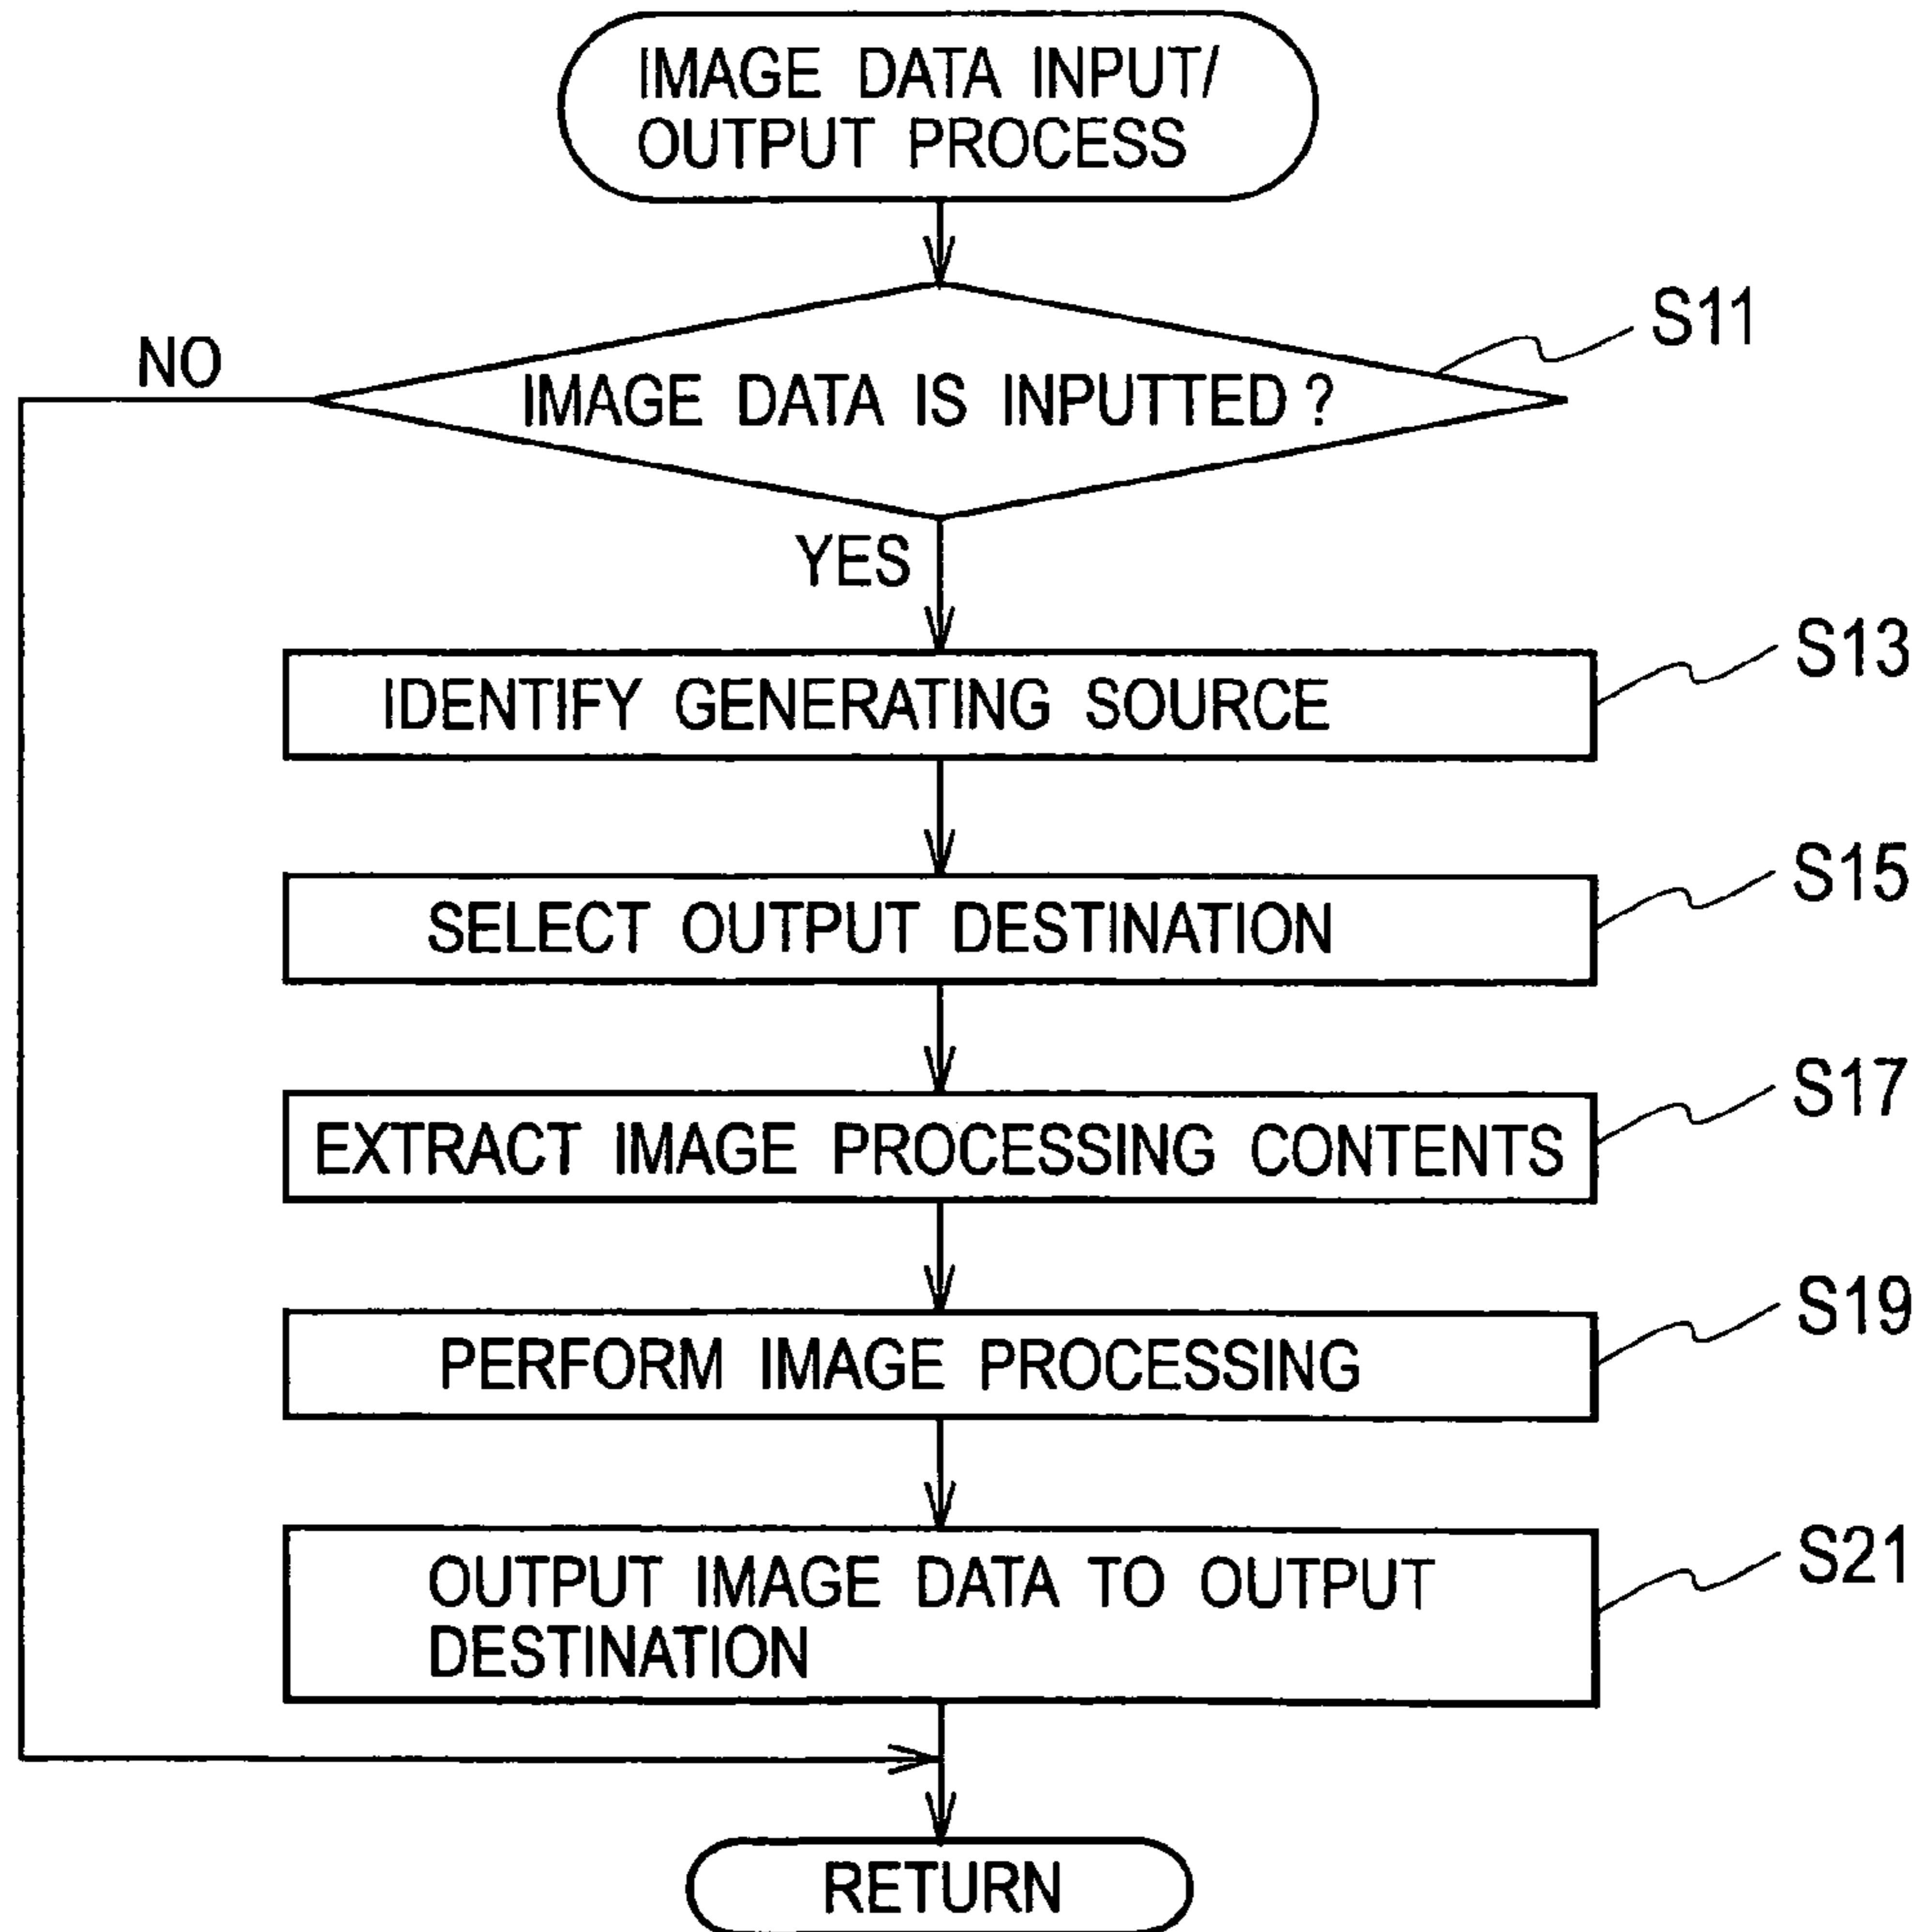 IMAGE DATA INPUT/
OUTPUT PROCESS
S11
NO
IMAGE DATA IS INPUTTED ?
YES
S13
IDENTIFY GENERATING SOURCE
S15
SELECT OUTPUT DESTINATION
S17
EXTRACT IMAGE PROCESSING CONTENTS
S19
PERFORM IMAGE PROCESSING
S21
OUTPUT IMAGE DATA TO OUTPUT
DESTINATION
RETURN